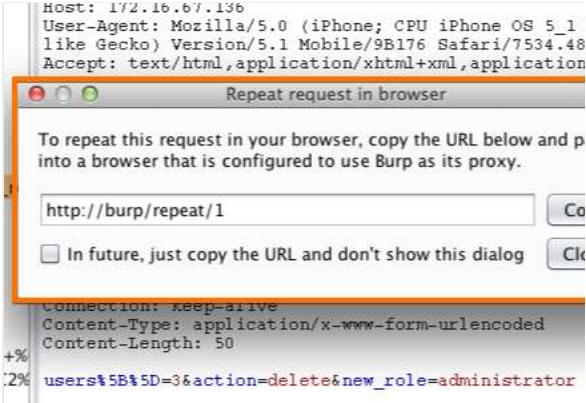 Host: 172.16.67.136
User-Agent: Mozilla/5.0 (iPhone; CPU iPhone OS 5_1
like Gecko) Version/5.1 Mobile/9B176 Safari/7534.48
Accept: text/html,application/xhtml+xml,application
Repeat request in browser
To repeat this request in your browser, copy the URL below and p
into a browser that is configured to use Burp as its proxy.
http://burp/repeat/1
Co
In future, just copy the URL and don't show this dialog
Clo
Connection: keep-alive
Content-Type: application/x-www-form-urlencoded
Content-Length: 50
+%
2%
users%5B%5D=3&action=delete&new_role=administrator